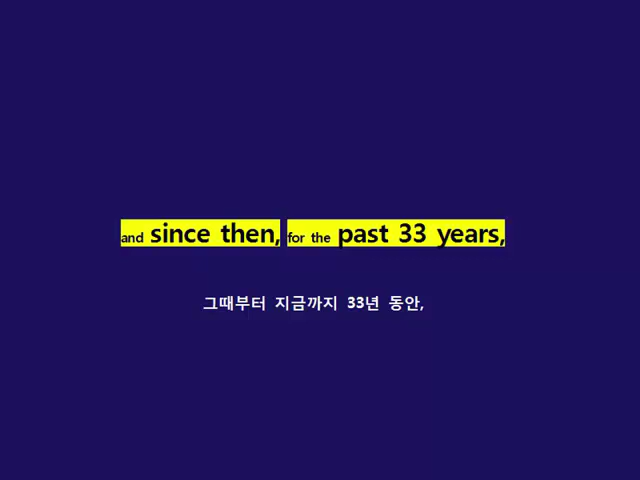 and since then, for the past 33 years,
그때부터 지금까지 33년 동안,